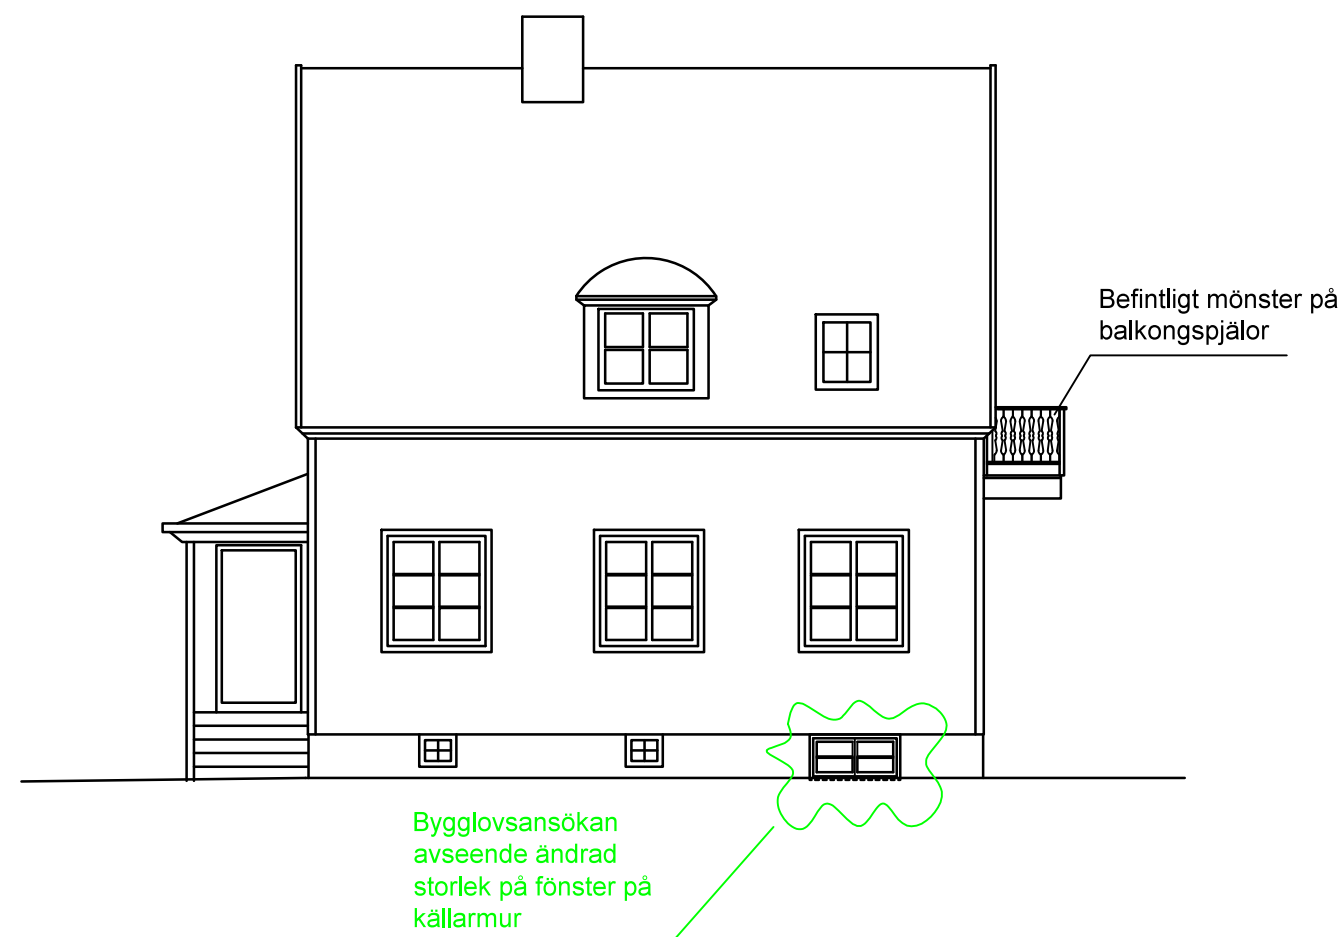 Befintligt mönster på
balkongspjälor
Bygglovsansökan
avseende ändrad
storlek på fönster på
källarmur